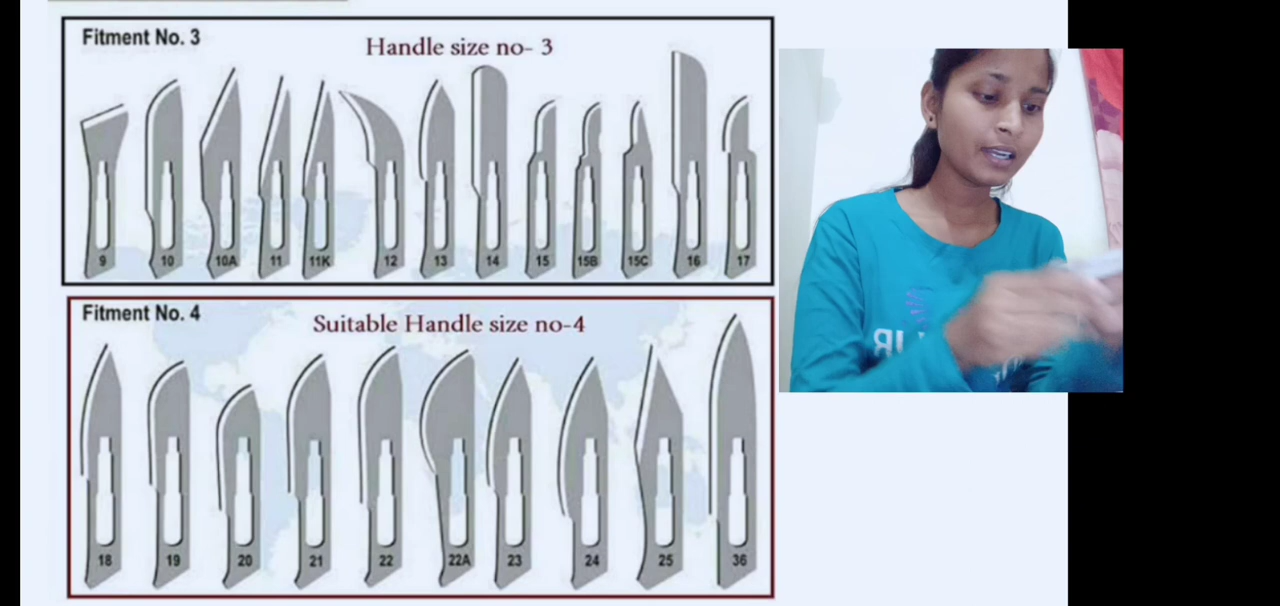 Fitment No. 3
Handle size no- 3
9 10 10A 11 11K 12 13 14 15 15B 15C 16 17
Fitment No. 4
Suitable Handle size no-4
18 19 20 21 22 22A 23 24 25 36